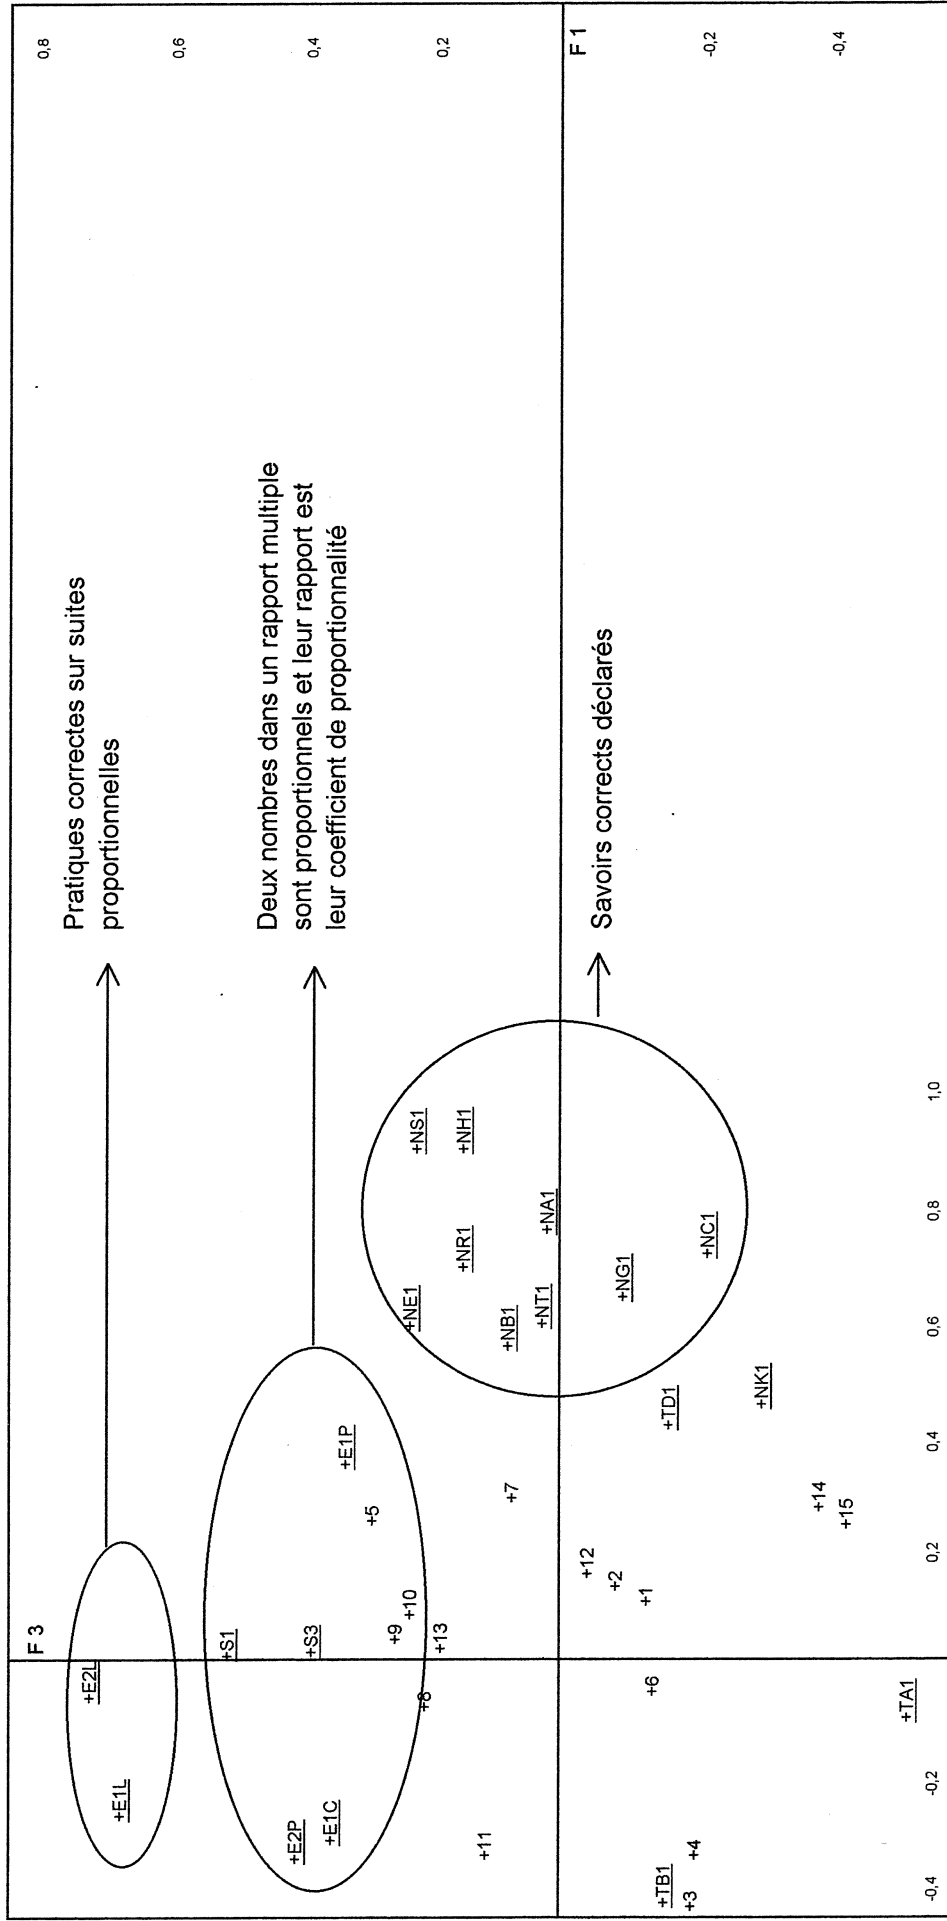 F 3
0,8
0,6
0,4
0,2
F 1
-0,2
-0,4
Pratiques correctes sur suites
proportionnelles
Deux nombres dans un rapport multiple
sont proportionnels et leur rapport est
leur coefficient de proportionnalité
Savoirs corrects déclarés
+E2L
+E1L
+S1
+S3
+E1P
+E2P
+E1C
+5
+9
+10
+13
+8
+11
+7
+NS1
+NH1
+NE1
+NR1
+NA1
+NB1
+NT1
+NG1
+NC1
+NK1
+TD1
+12
+2
+1
+14
+15
+6
+4
+TB1
+3
+TA1
-0,4
-0,2
0,2
0,4
0,6
0,8
1,0